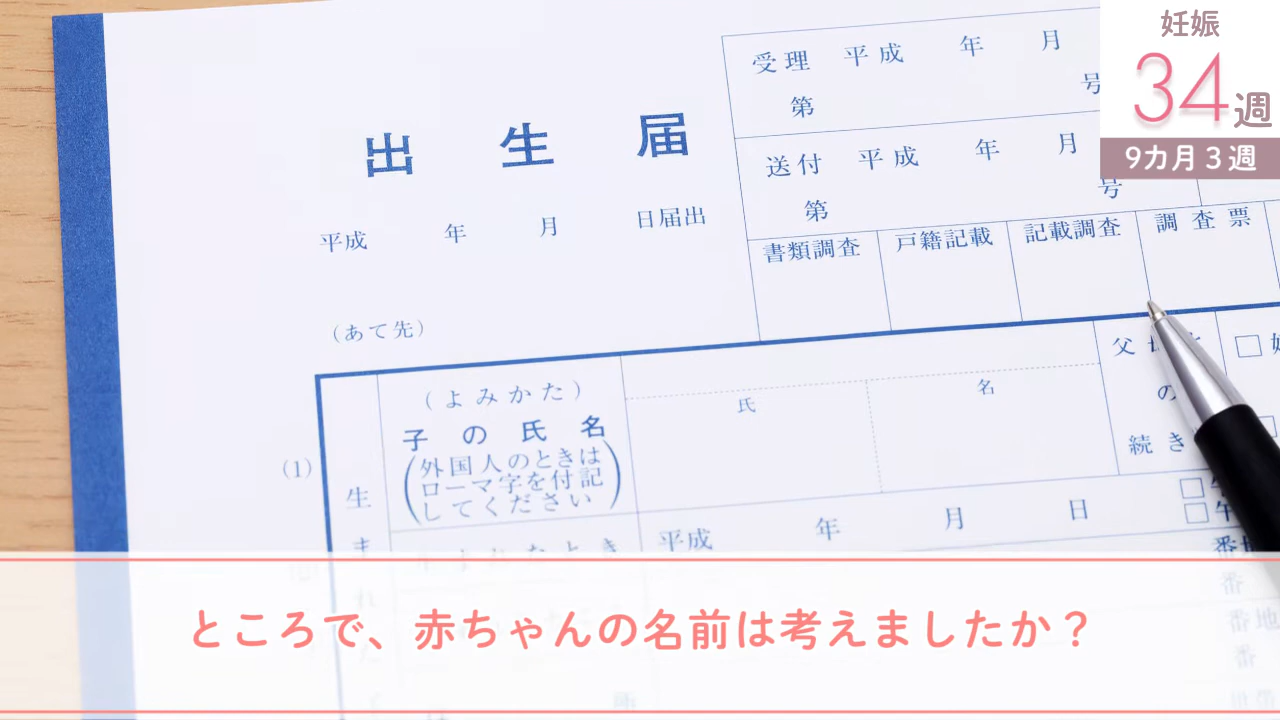 妊娠
34週
9カ月3週
受理 平成 年 月
第 号
送付 平成 年 月
第 号
書類調査 戸籍記載 記載調査 調査票
出生届
平成 年 月 日届出
(あて先)
(よみかた)
子の氏名
(外国人のときは
ローマ字を付記
してください)
氏 名
父
の
続き
(1)
生
平成 年 月 日
ところで、赤ちゃんの名前は考えましたか?